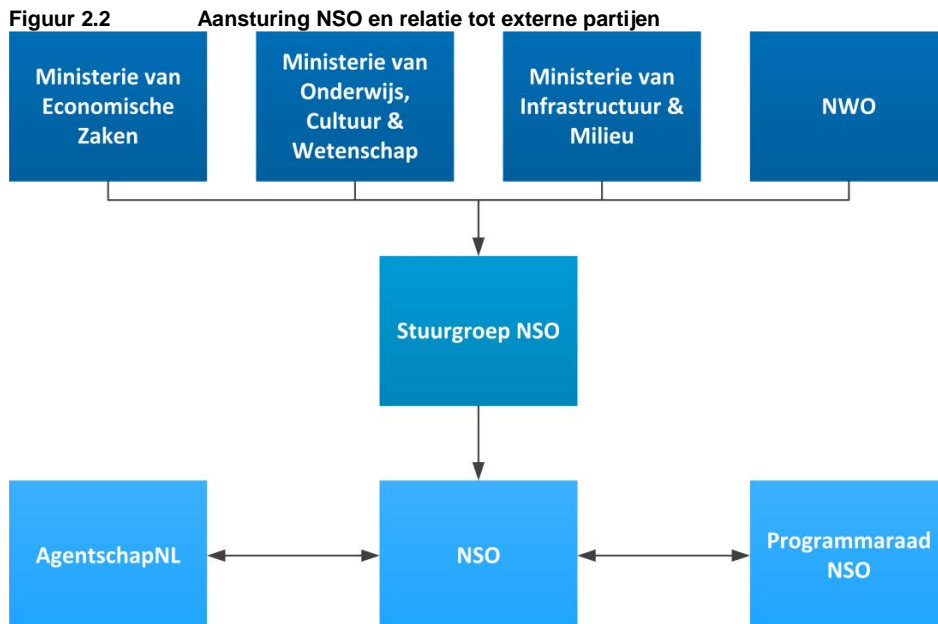 Figuur 2.2 Aansturing NSO en relatie tot externe partijen
Ministerie van
Economische
Zaken
Ministerie van
Onderwijs,
Cultuur &
Wetenschap
Ministerie van
Infrastructuur &
Milieu
NWO
Stuurgroep NSO
AgentschapNL
NSO
Programmaraad
NSO